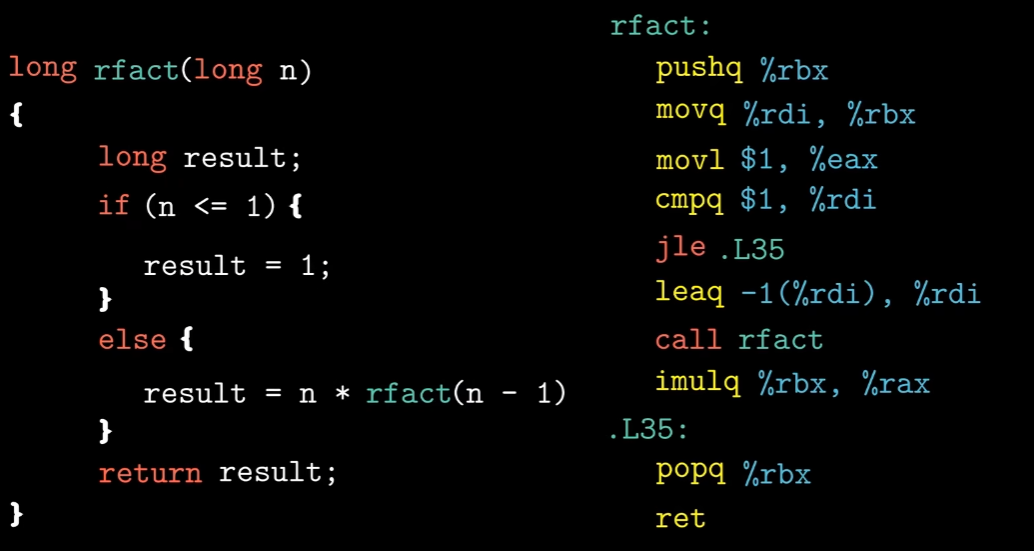 long rfact(long n)
{
long result;
if (n <= 1) {
result = 1;
}
else {
result = n * rfact(n - 1)
}
return result;
}
rfact:
pushq %rbx
movq %rdi, %rbx
movl $1, %eax
cmpq $1, %rdi
jle .L35
leaq -1(%rdi), %rdi
call rfact
imulq %rbx, %rax
.L35:
popq %rbx
ret